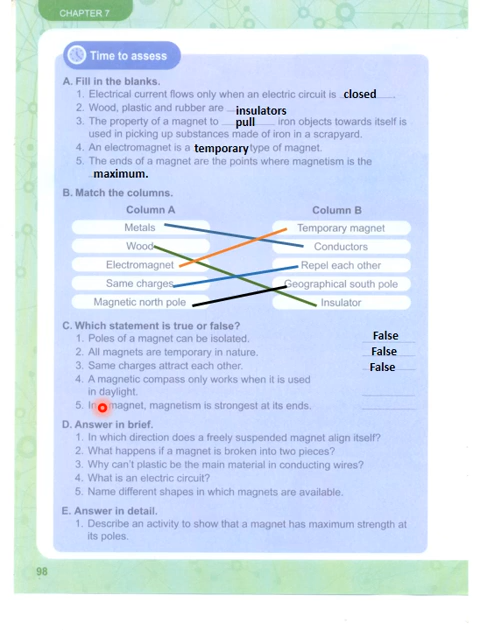 CHAPTER 7
Time to assess
A. Fill in the blanks.
1. Electrical current flows only when an electric circuit is closed.
2. Wood, plastic and rubber are insulators
3. The property of a magnet to pull iron objects towards itself is
used in picking up substances made of iron in a scrapyard.
4. An electromagnet is a temporary type of magnet.
5. The ends of a magnet are the points where magnetism is the
maximum.
B. Match the columns.
Column A Column B
Metals Temporary magnet
Wood Conductors
Electromagnet Repel each other
Same charges Geographical south pole
Magnetic north pole Insulator
C. Which statement is true or false?
1. Poles of a magnet can be isolated. False
2. All magnets are temporary in nature. False
3. Same charges attract each other. False
4. A magnetic compass only works when it is used
in daylight.
5. In magnet, magnetism is strongest at its ends.
D. Answer in brief.
1. In which direction does a freely suspended magnet align itself?
2. What happens if a magnet is broken into two pieces?
3. Why can't plastic be the main material in conducting wires?
4. What is an electric circuit?
5. Name different shapes in which magnets are available.
E. Answer in detail.
1. Describe an activity to show that a magnet has maximum strength at
its poles.
98